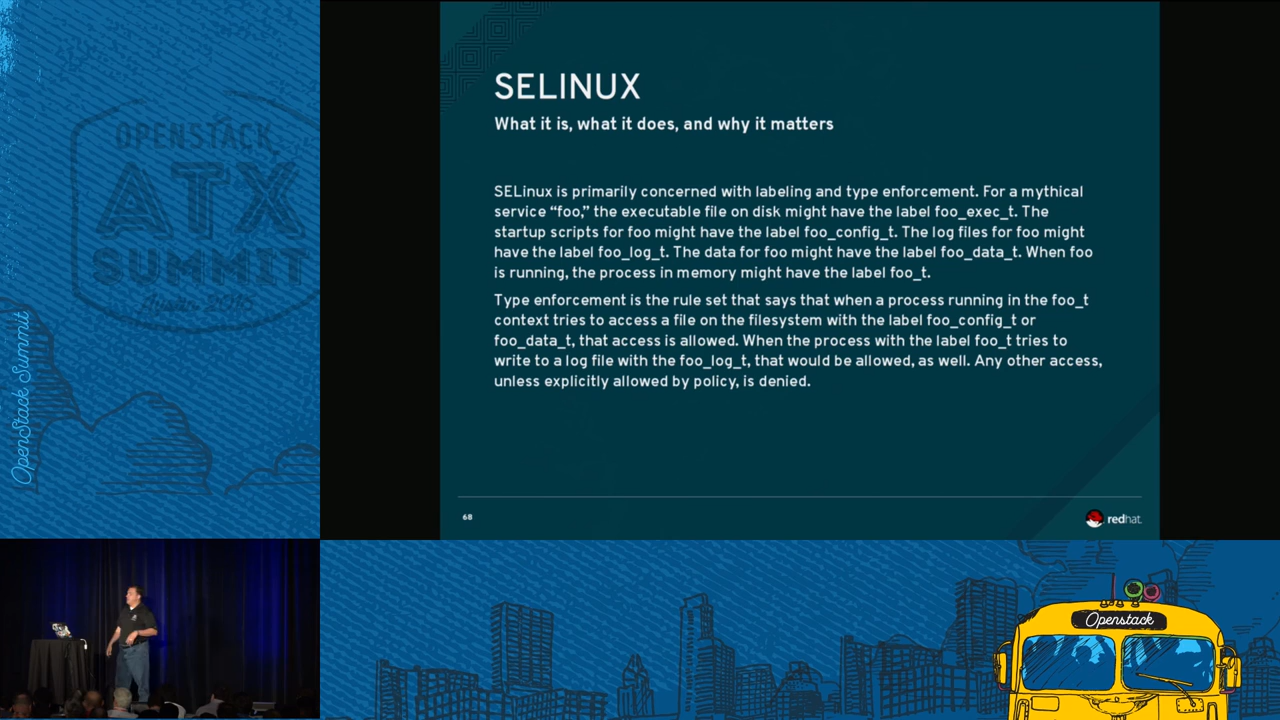 OPENSTACK
ATX
SUMMIT
Austin 2016
OpenStack Summit
SELINUX
What it is, what it does, and why it matters
SELinux is primarily concerned with labeling and type enforcement. For a mythical
service “foo,” the executable file on disk might have the label foo_exec_t. The
startup scripts for foo might have the label foo_config_t. The log files for foo might
have the label foo_log_t. The data for foo might have the label foo_data_t. When foo
is running, the process in memory might have the label foo_t.
Type enforcement is the rule set that says that when a process running in the foo_t
context tries to access a file on the filesystem with the label foo_config_t or
foo_data_t, that access is allowed. When the process with the label foo_t tries to
write to a log file with the foo_log_t, that would be allowed, as well. Any other access,
unless explicitly allowed by policy, is denied.
68
redhat.
Openstack